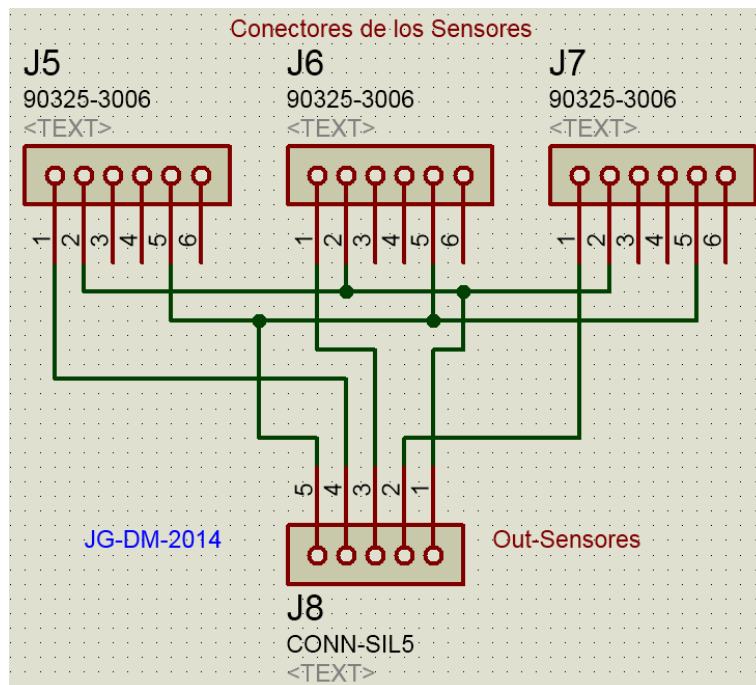 Conectores de los Sensores
J5 J6 J7
90325-3006 90325-3006 90325-3006
<TEXT> <TEXT> <TEXT>
1 2 3 4 5 6 1 2 3 4 5 6 1 2 3 4 5 6
5 4 3 2 1
JG-DM-2014 Out-Sensores
J8
CONN-SIL5
<TEXT>